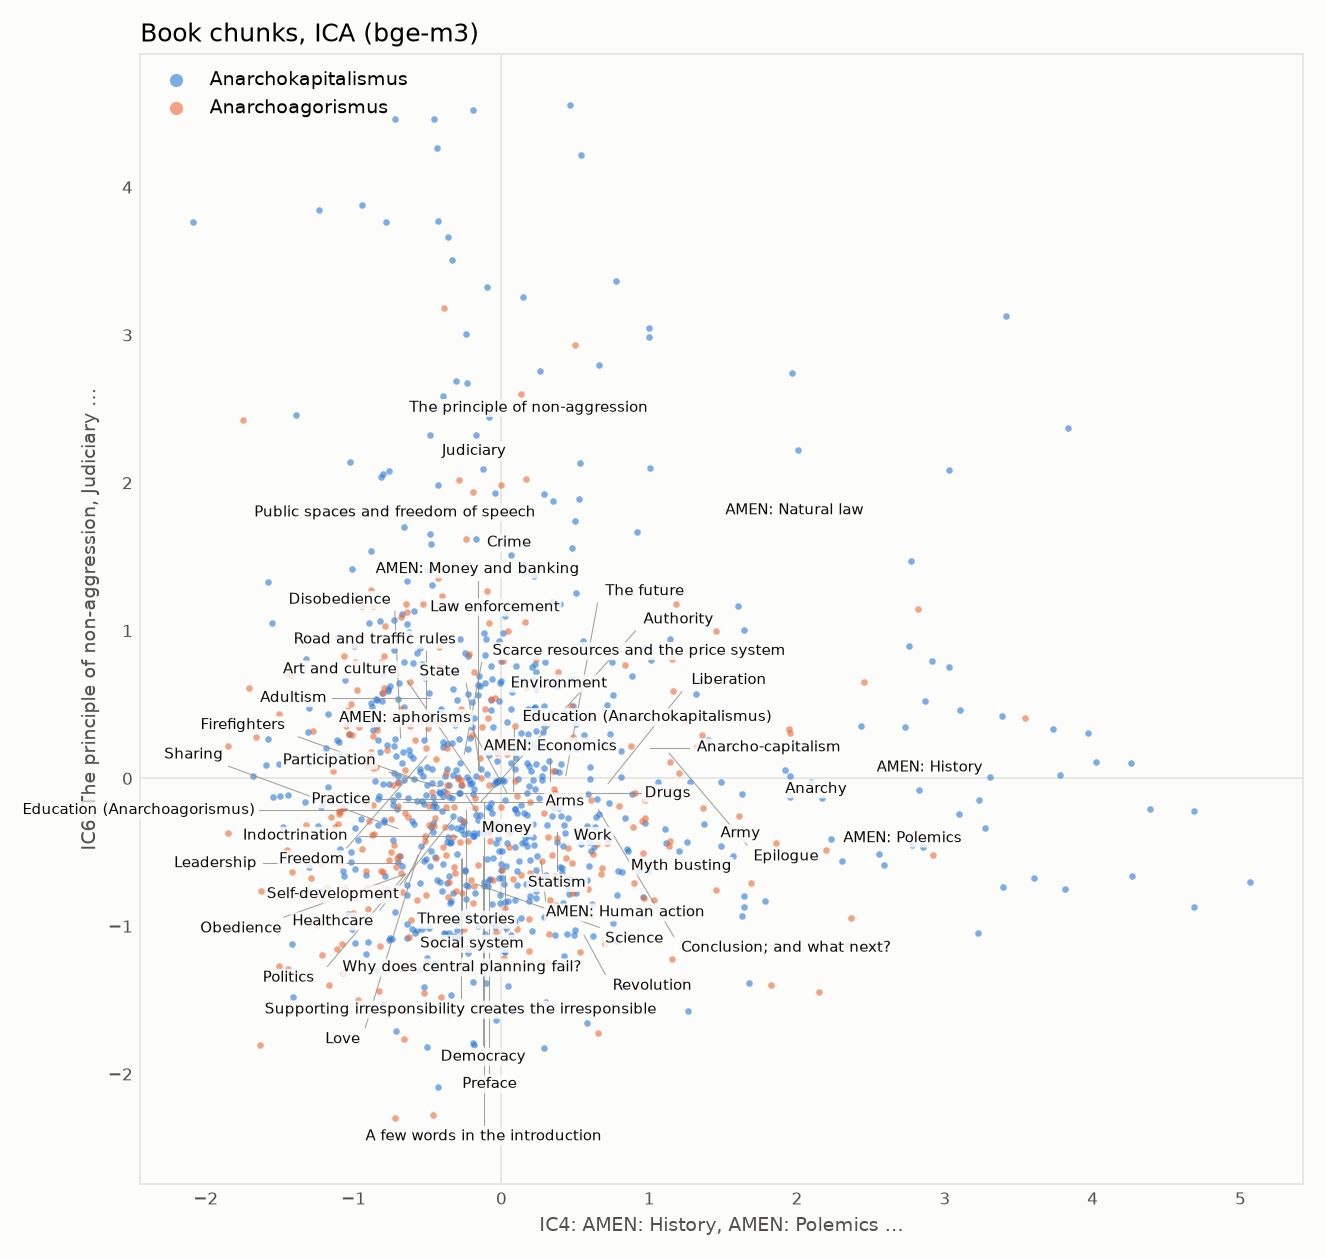 Book chunks, ICA (bge-m3)
Anarchokapitalismus
Anarchoagorismus
4
3
The principle of non-aggression
Judiciary
2
Public spaces and freedom of speech
AMEN: Natural law
Crime
AMEN: Money and banking
The future
Disobedience
Law enforcement
Authority
1
Road and traffic rules
Scarce resources and the price system
Art and culture
State
Environment
Liberation
Adultism
AMEN: aphorisms
Education (Anarchokapitalismus)
Firefighters
AMEN: Economics
Anarcho-capitalism
Sharing
Participation
AMEN: History
0
Anarchy
Practice
Arms
Drugs
Education (Anarchoagorismus)
Indoctrination
Money
Work
Army
AMEN: Polemics
Leadership
Freedom
Epilogue
Myth busting
Statism
Self-development
AMEN: Human action
Obedience
Healthcare
Three stories
−1
Social system
Science
Conclusion; and what next?
Why does central planning fail?
Politics
Revolution
Supporting irresponsibility creates the irresponsible
Love
Democracy
−2
Preface
A few words in the introduction
−2 −1 0 1 2 3 4 5
IC4: AMEN: History, AMEN: Polemics …
IC6 The principle of non-aggression, Judiciary …